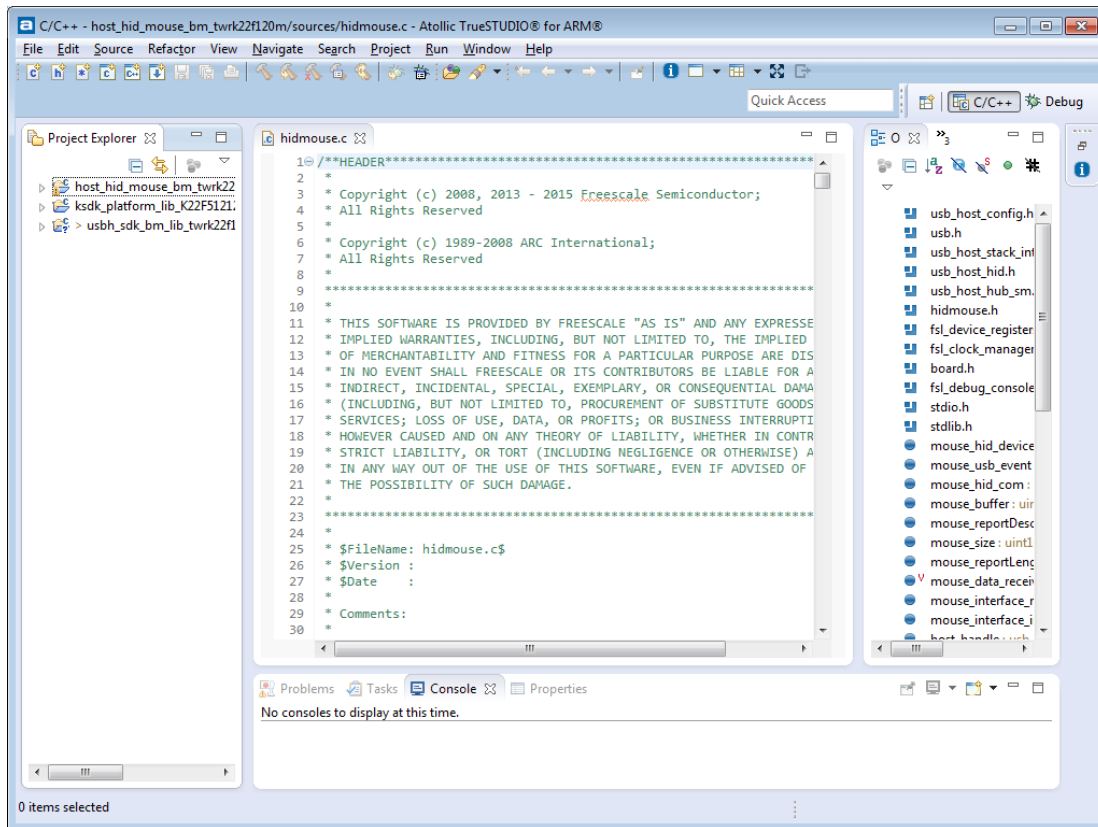 C/C++ - host_hid_mouse_bm_twrk22f120m/sources/hidmouse.c - Atollic TrueSTUDIO® for ARM®
File Edit Source Refactor View Navigate Search Project Run Window Help
Quick Access
C/C++
Debug
Project Explorer
host_hid_mouse_bm_twrk22
ksdk_platform_lib_K22F5121
> usbh_sdk_bm_lib_twrk22f1
hidmouse.c
1 /**HEADER*********************************************************
2 *
3 * Copyright (c) 2008, 2013 - 2015 Freescale Semiconductor;
4 * All Rights Reserved
5 *
6 * Copyright (c) 1989-2008 ARC International;
7 * All Rights Reserved
8 *
9 *****************************************************************
10 *
11 * THIS SOFTWARE IS PROVIDED BY FREESCALE "AS IS" AND ANY EXPRESSE
12 * IMPLIED WARRANTIES, INCLUDING, BUT NOT LIMITED TO, THE IMPLIED
13 * OF MERCHANTABILITY AND FITNESS FOR A PARTICULAR PURPOSE ARE DIS
14 * IN NO EVENT SHALL FREESCALE OR ITS CONTRIBUTORS BE LIABLE FOR A
15 * INDIRECT, INCIDENTAL, SPECIAL, EXEMPLARY, OR CONSEQUENTIAL DAMA
16 * (INCLUDING, BUT NOT LIMITED TO, PROCUREMENT OF SUBSTITUTE GOODS
17 * SERVICES; LOSS OF USE, DATA, OR PROFITS; OR BUSINESS INTERRUPTI
18 * HOWEVER CAUSED AND ON ANY THEORY OF LIABILITY, WHETHER IN CONTR
19 * STRICT LIABILITY, OR TORT (INCLUDING NEGLIGENCE OR OTHERWISE) A
20 * IN ANY WAY OUT OF THE USE OF THIS SOFTWARE, EVEN IF ADVISED OF
21 * THE POSSIBILITY OF SUCH DAMAGE.
22 *
23 *****************************************************************
24 *
25 * $FileName: hidmouse.c$
26 * $Version :
27 * $Date    :
28 *
29 * Comments:
30 *
O
3
usb_host_config.h
usb.h
usb_host_stack_int
usb_host_hid.h
usb_host_hub_sm.
hidmouse.h
fsl_device_register
fsl_clock_manager
board.h
fsl_debug_console
stdio.h
stdlib.h
mouse_hid_device
mouse_usb_event
mouse_hid_com :
mouse_buffer : uir
mouse_reportDesc
mouse_size : uint1
mouse_reportLeng
mouse_data_receiv
mouse_interface_r
mouse_interface_i
host_handle : usb
Problems Tasks Console Properties
No consoles to display at this time.
0 items selected